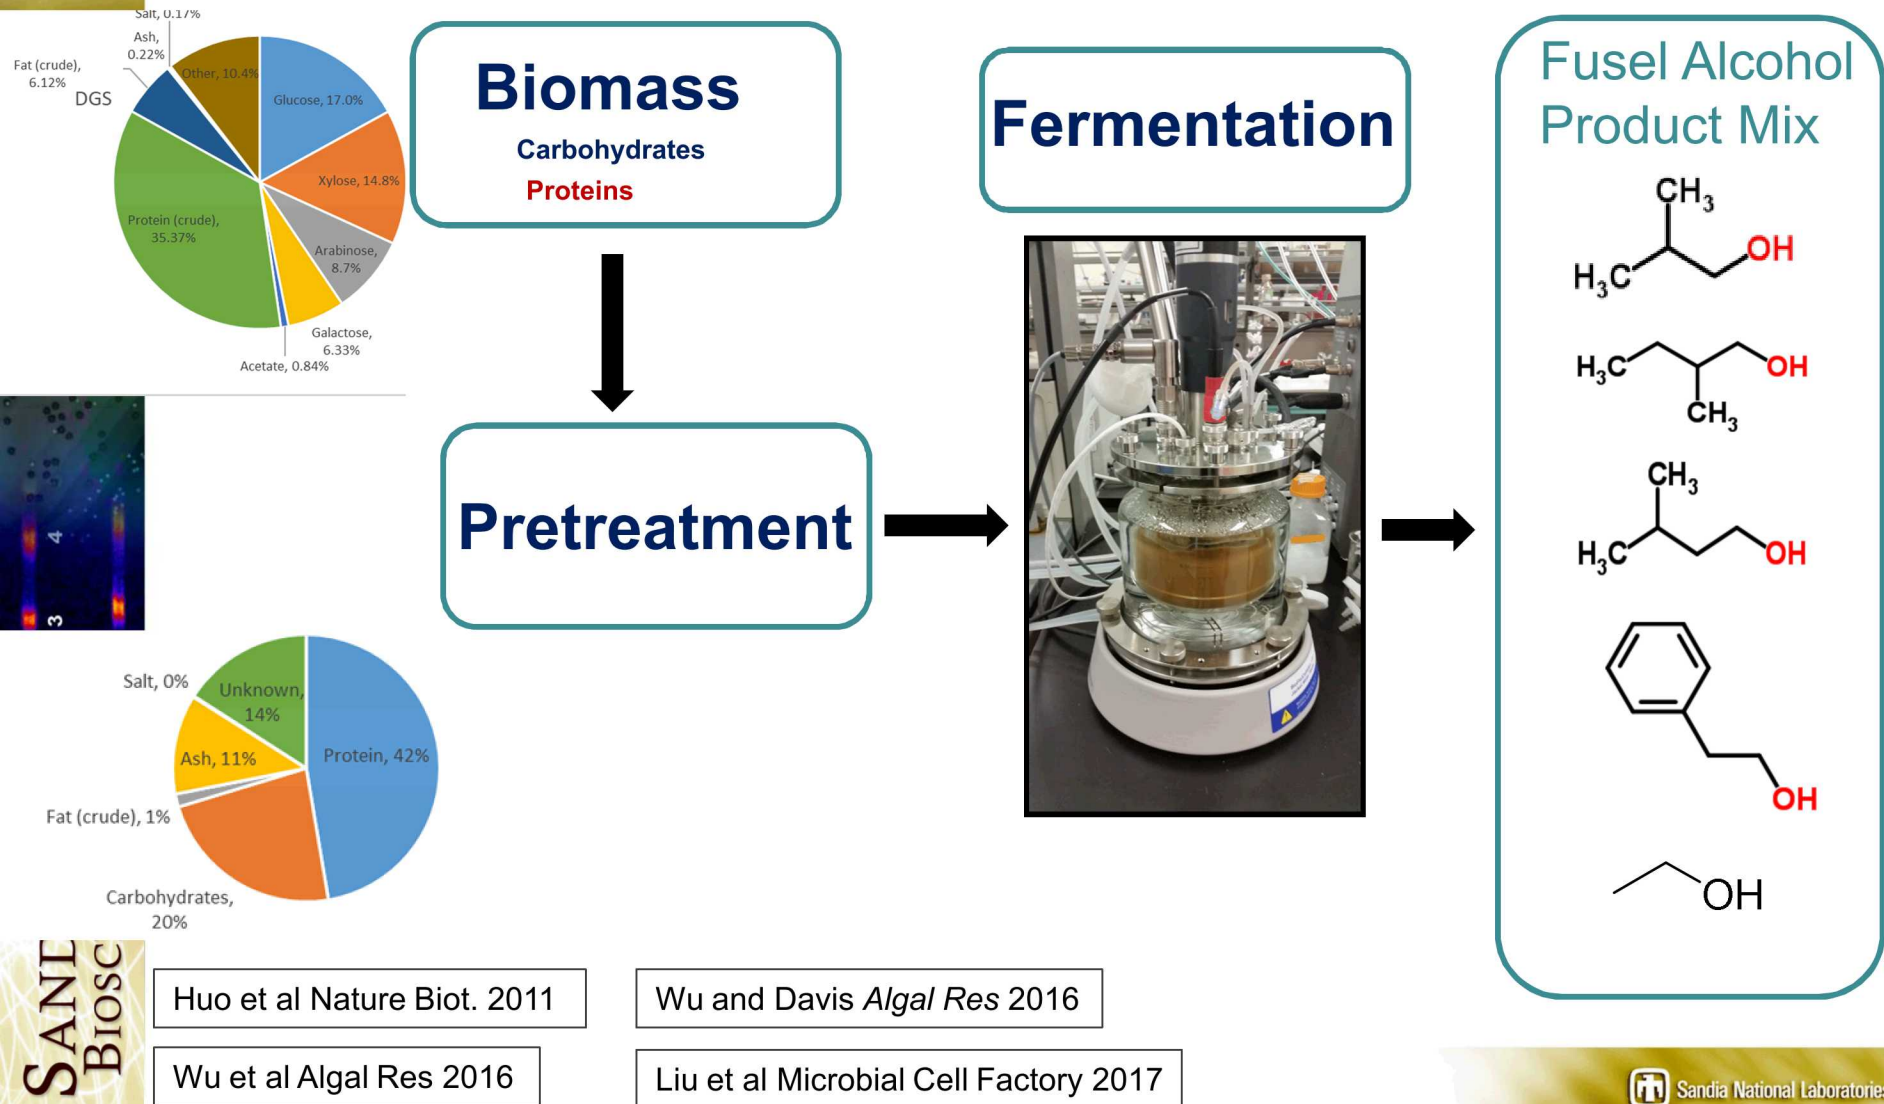 Salt, 0.17%
Ash,
0.22%
Fat (crude),
6.12%
DGS
Other, 10.4%
Glucose, 17.0%
Xylose, 14.8%
Protein (crude),
35.37%
Arabinose,
8.7%
Galactose,
6.33%
Acetate, 0.84%
Biomass
Carbohydrates
Proteins
Pretreatment
Fermentation
Fusel Alcohol
Product Mix
CH3
OH
H3C
H3C
OH
CH3
CH3
H3C
OH
OH
OH
4
3
Salt, 0%
Unknown,
14%
Ash, 11%
Protein, 42%
Fat (crude), 1%
Carbohydrates,
20%
SAND
BIOSC
Huo et al Nature Biot. 2011
Wu and Davis Algal Res 2016
Wu et al Algal Res 2016
Liu et al Microbial Cell Factory 2017
Sandia National Laboratories